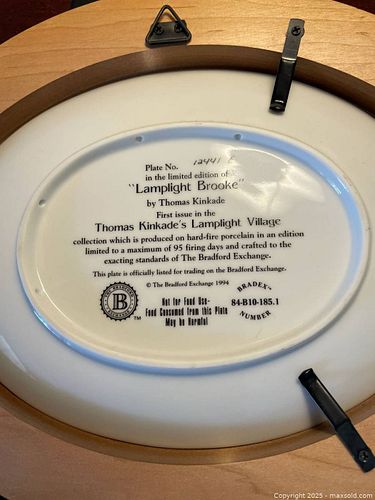 Plate No. 12441 E
in the limited edition of
"Lamplight Brooke"
by Thomas Kinkade
First issue in the
Thomas Kinkade's Lamplight Village
collection which is produced on hard-fire porcelain in an edition
limited to a maximum of 95 firing days and crafted to the
exacting standards of The Bradford Exchange.
This plate is officially listed for trading on the Bradford Exchange.
© The Bradford Exchange 1994
B
TM
Not for Food Use-
Food Consumed from this Plate
May be Harmful
BRADEX™
84-B10-185.1
NUMBER
Copyright 2025 - maxsold.com